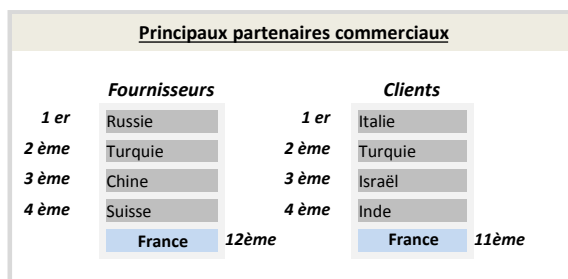 Principaux partenaires commerciaux
Fournisseurs Clients
1 er Russie 1 er Italie
2 ème Turquie 2 ème Turquie
3 ème Chine 3 ème Israël
4 ème Suisse 4 ème Inde
France 12ème France 11ème